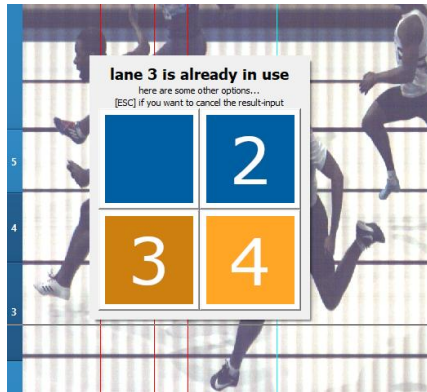 lane 3 is already in use
here are some other options...
[ESC] if you want to cancel the result-input
2
5
4
3 4
3